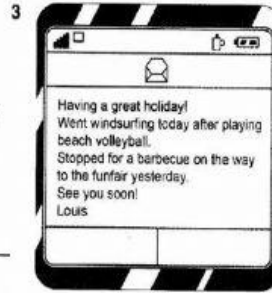 3
Having a great holiday!
Went windsurfing today after playing
beach volleyball.
Stopped for a barbecue on the way
to the funfair yesterday.
See you soon!
Louis